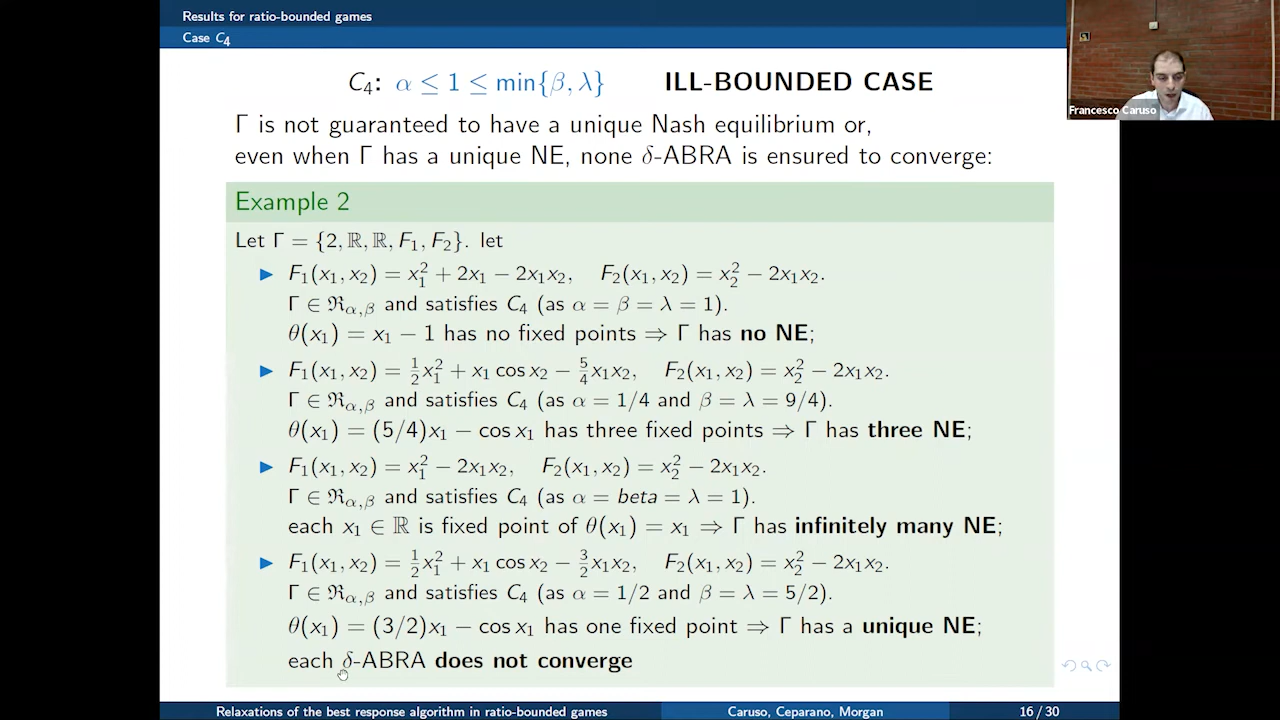 Results for ratio-bounded games
Case C₄
Francesco Caruso
C₄: α ≤ 1 ≤ min{β, λ} ILL-BOUNDED CASE
Γ is not guaranteed to have a unique Nash equilibrium or,
even when Γ has a unique NE, none δ-ABRA is ensured to converge:
Example 2
Let Γ = {2, ℝ, ℝ, F₁, F₂}. let
▶ F₁(x₁, x₂) = x₁² + 2x₁ − 2x₁x₂, F₂(x₁, x₂) = x₂² − 2x₁x₂.
Γ ∈ ℜ_{α,β} and satisfies C₄ (as α = β = λ = 1).
θ(x₁) = x₁ − 1 has no fixed points ⇒ Γ has no NE;
▶ F₁(x₁, x₂) = ½x₁² + x₁ cos x₂ − 5/4 x₁x₂, F₂(x₁, x₂) = x₂² − 2x₁x₂.
Γ ∈ ℜ_{α,β} and satisfies C₄ (as α = 1/4 and β = λ = 9/4).
θ(x₁) = (5/4)x₁ − cos x₁ has three fixed points ⇒ Γ has three NE;
▶ F₁(x₁, x₂) = x₁² − 2x₁x₂, F₂(x₁, x₂) = x₂² − 2x₁x₂.
Γ ∈ ℜ_{α,β} and satisfies C₄ (as α = beta = λ = 1).
each x₁ ∈ ℝ is fixed point of θ(x₁) = x₁ ⇒ Γ has infinitely many NE;
▶ F₁(x₁, x₂) = ½x₁² + x₁ cos x₂ − 3/2 x₁x₂, F₂(x₁, x₂) = x₂² − 2x₁x₂.
Γ ∈ ℜ_{α,β} and satisfies C₄ (as α = 1/2 and β = λ = 5/2).
θ(x₁) = (3/2)x₁ − cos x₁ has one fixed point ⇒ Γ has a unique NE;
each δ-ABRA does not converge
Relaxations of the best response algorithm in ratio-bounded games Caruso, Ceparano, Morgan 16 / 30